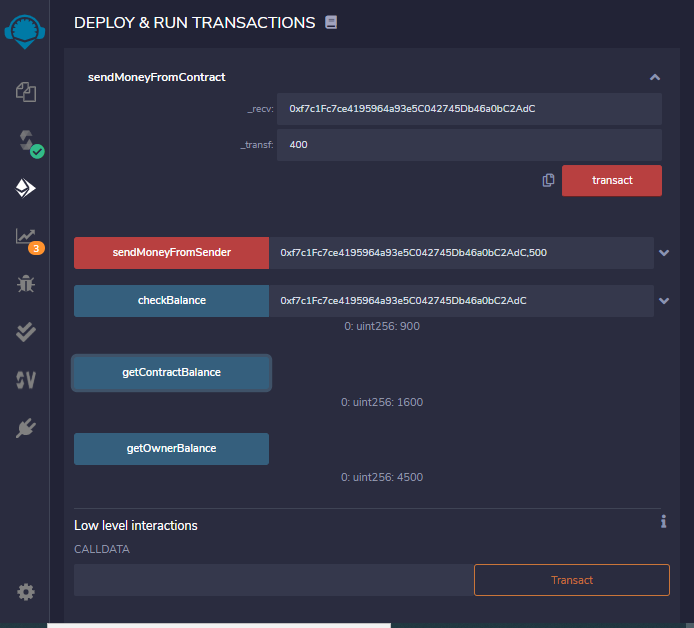 DEPLOY & RUN TRANSACTIONS
sendMoneyFromContract
_recv: 0xf7c1Fc7ce4195964a93e5C042745Db46a0bC2AdC
_transf: 400
transact
3
sendMoneyFromSender 0xf7c1Fc7ce4195964a93e5C042745Db46a0bC2AdC,500
checkBalance 0xf7c1Fc7ce4195964a93e5C042745Db46a0bC2AdC
0: uint256: 900
getContractBalance
0: uint256: 1600
getOwnerBalance
0: uint256: 4500
Low level interactions
CALLDATA
Transact